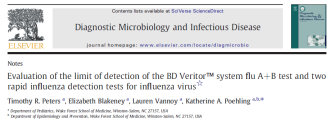 Contents lists available at SciVerse ScienceDirect
Diagnostic Microbiology and Infectious Disease
ELSEVIER
journal homepage: www.elsevier.com/locate/diagmicrobio
Notes
Evaluation of the limit of detection of the BD Veritor™ system flu A+B test and two
rapid influenza detection tests for influenza virus☆
Timothy R. Peters a, Elizabeth Blakeney a, Lauren Vannoy a, Katherine A. Poehling a,b,*
a Department of Pediatrics, Wake Forest School of Medicine, Winston-Salem, NC 27157, USA
b Department of Epidemiology and Prevention, Wake Forest School of Medicine, Winston-Salem, NC 27157, USA